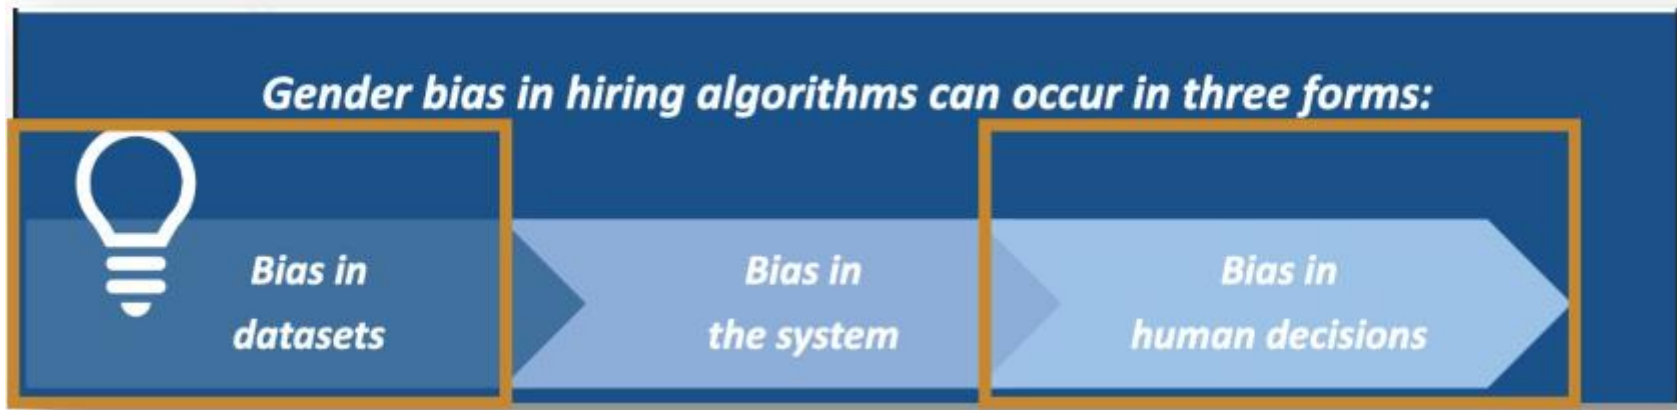 Gender bias in hiring algorithms can occur in three forms:
Bias in
datasets
Bias in
the system
Bias in
human decisions